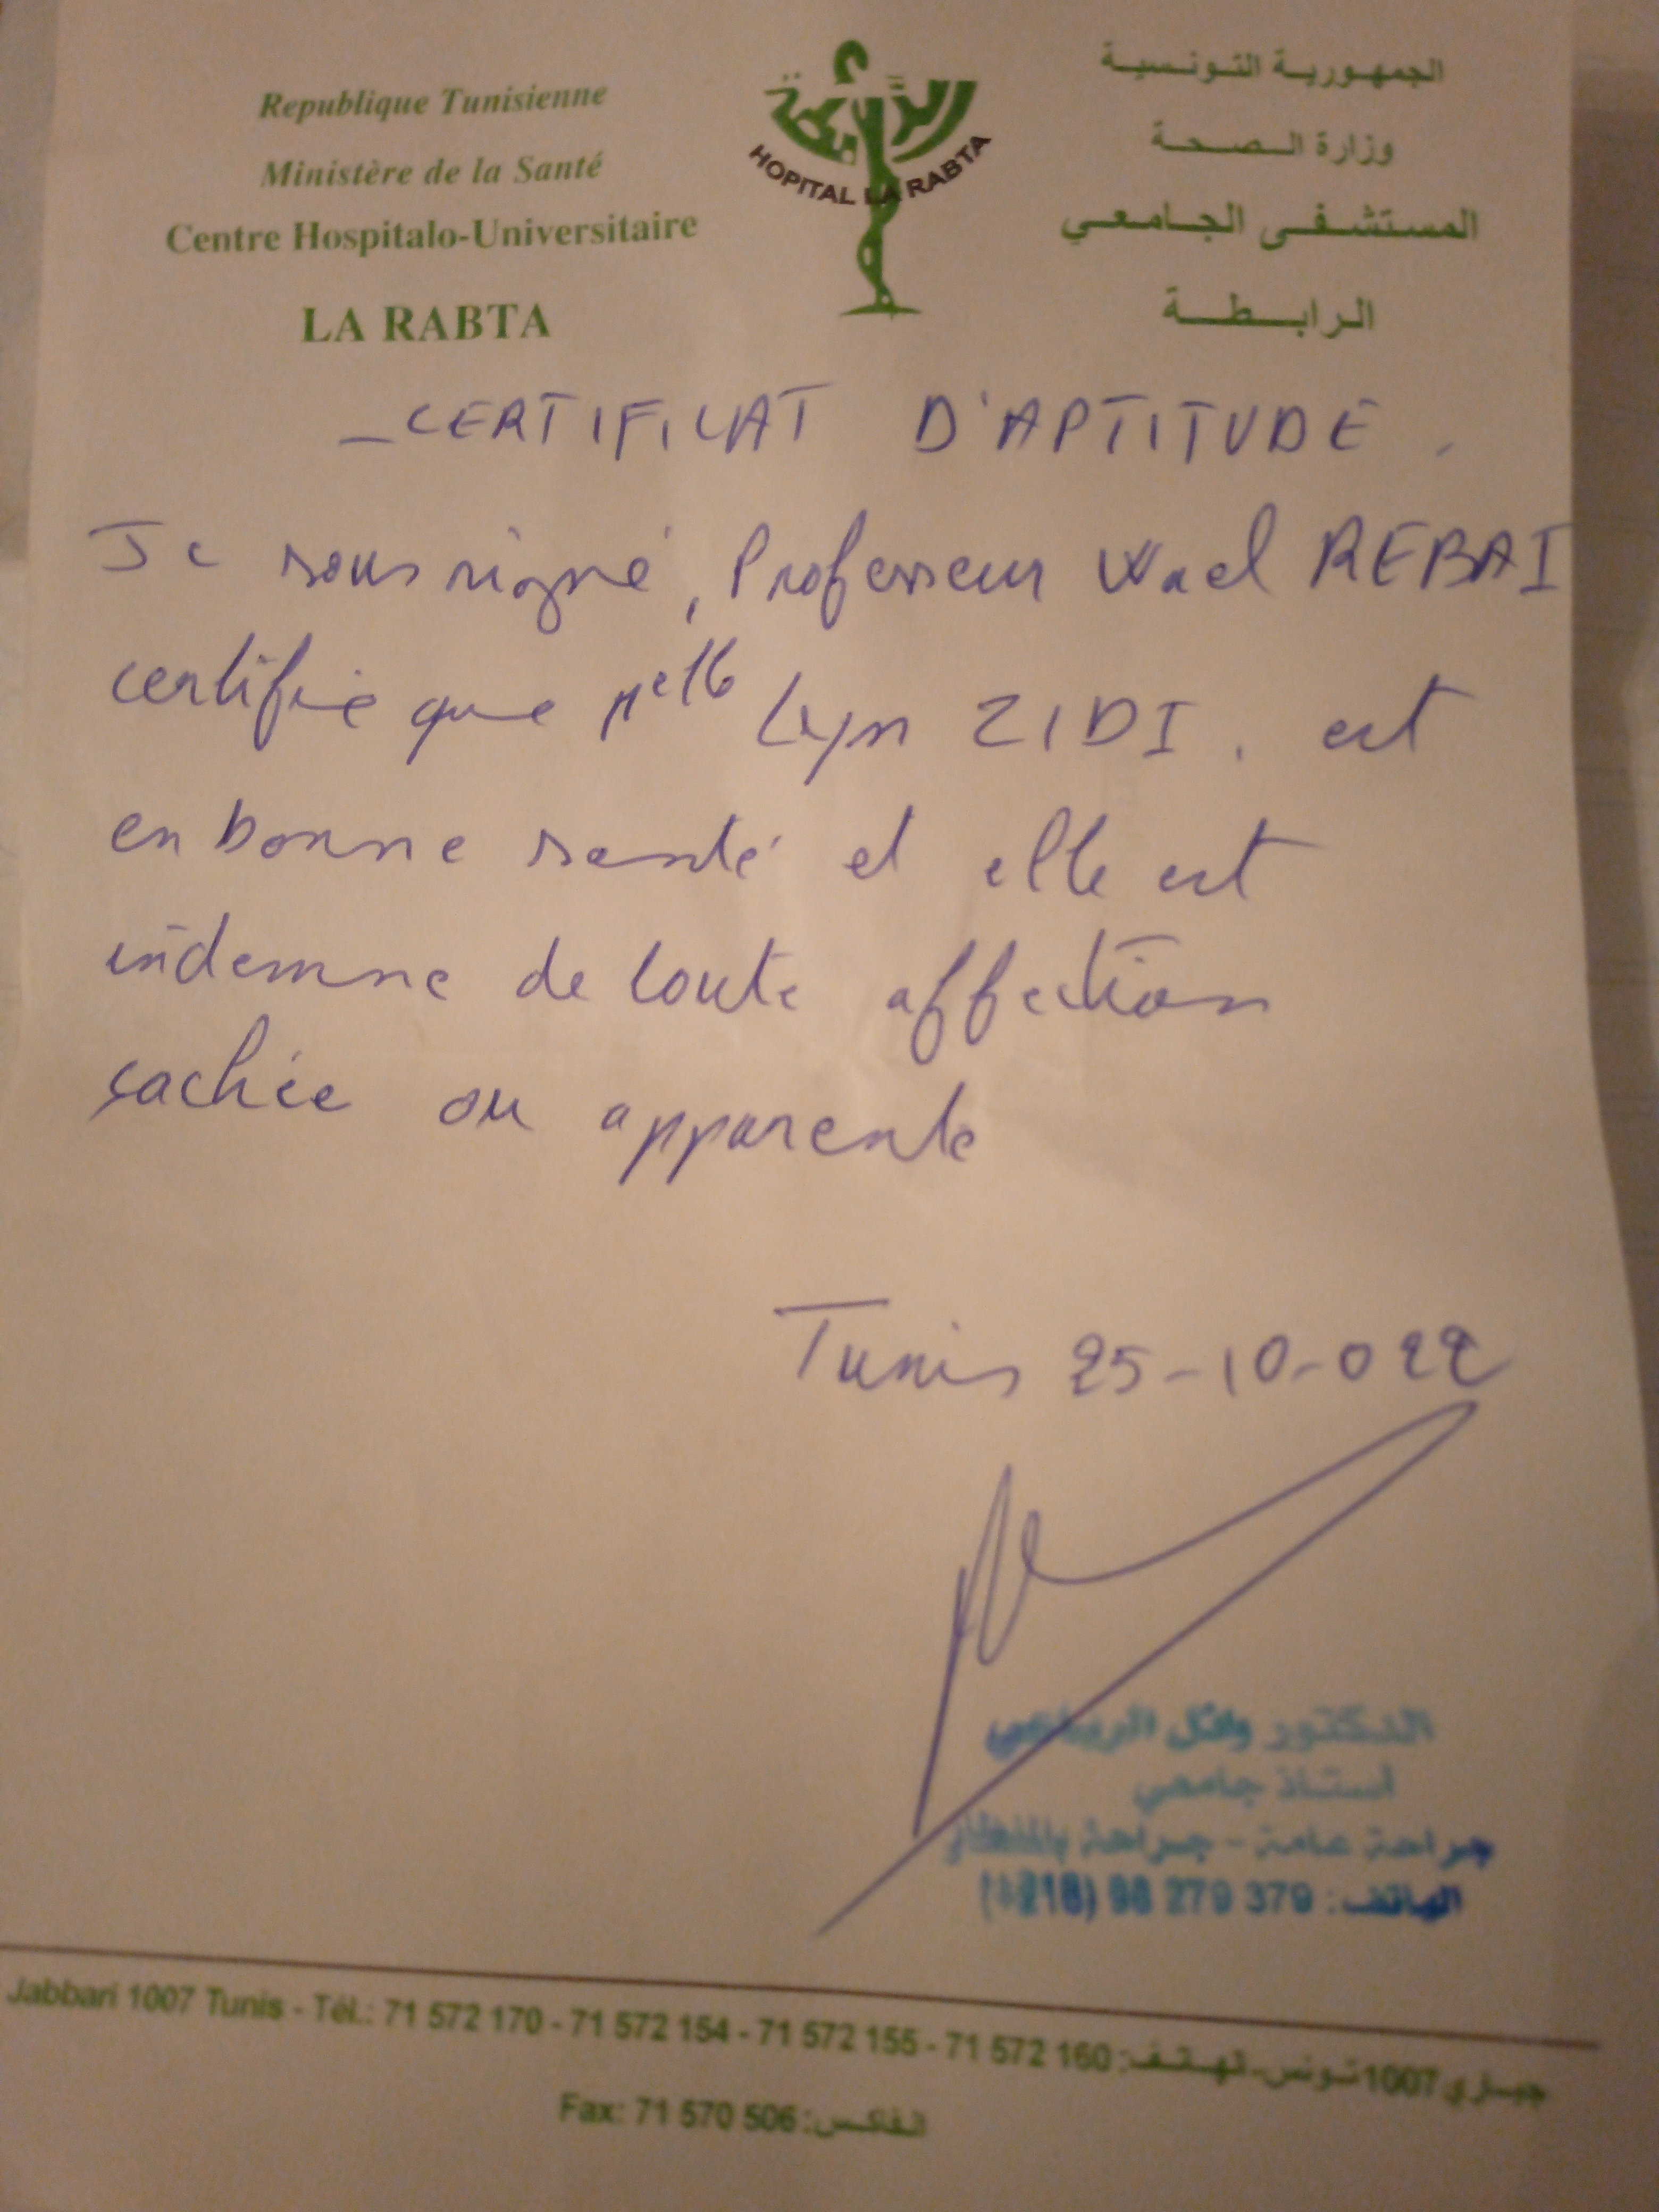 Republique Tunisienne
Ministère de la Santé
Centre Hospitalo-Universitaire
LA RABTA
HOPITAL LA RABTA
الجمهورية التونسية
وزارة الصحة
المستشفى الجامعي
الرابطة
_CERTIFICAT D'APTITUDE.
Je soussigné, Professeur Wael REBAI
certifie que Melle Lyn ZIDI. est
en bonne santé et elle est
indemne de toute affection
cachée ou apparente
Tunis 25-10-022
الدكتور وائل الرباعي
أستاذ جامعي
جراحة عامة - جراحة بالمنظار
الهاتف: 379 279 98 (+216)
Jabbari 1007 Tunis - Tél.: 71 572 170 - 71 572 154 - 71 572 155 - 71 572 160 :جباري 1007 تونس-الهاتف
Fax: 71 570 506 :الفاكس